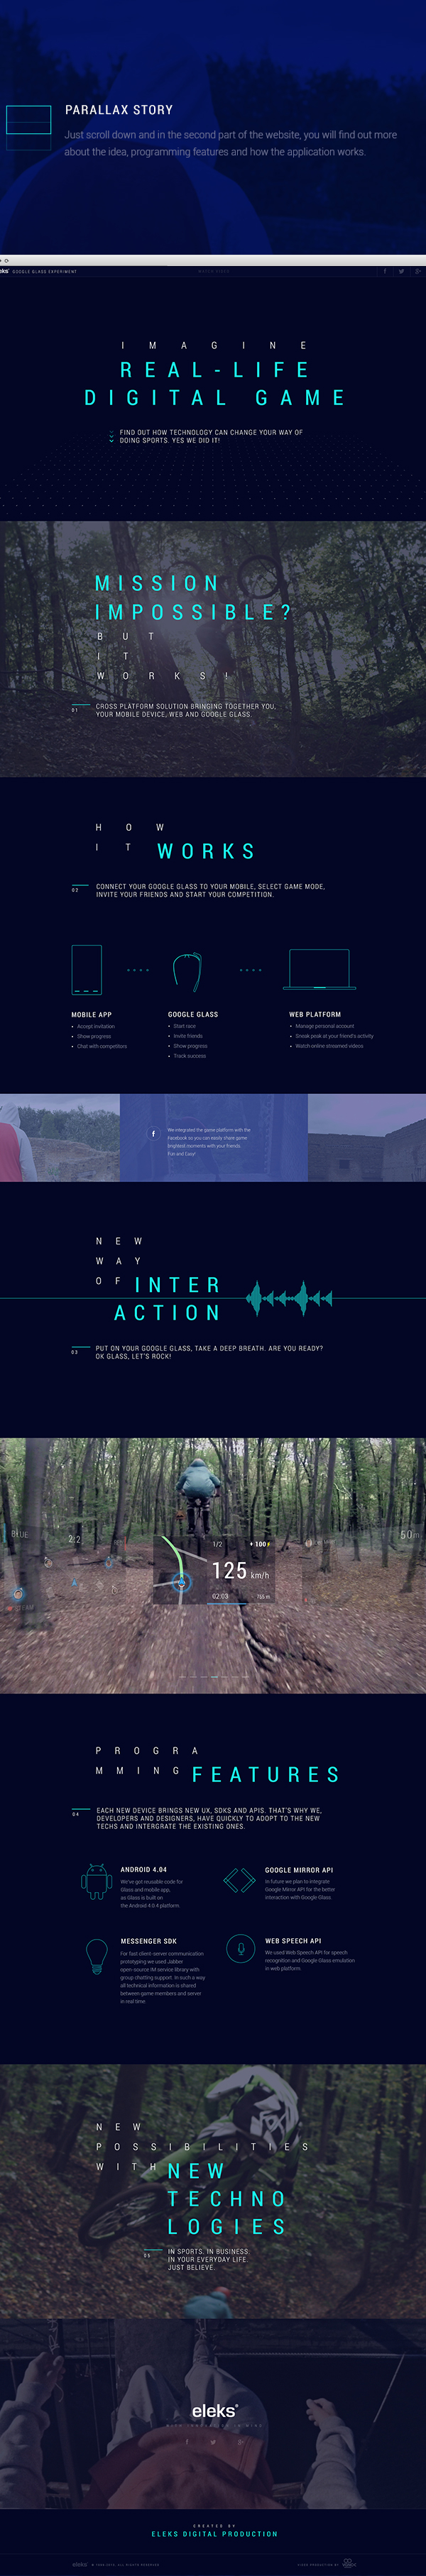 PARALLAX STORY
Just scroll down and in the second part of the website, you will find out more
about the idea, programming features and how the application works.
eks GOOGLE GLASS EXPERIMENT
IMAGINE
REAL-LIFE
DIGITAL GAME
FIND OUT HOW TECHNOLOGY CAN CHANGE YOUR WAY OF
DOING SPORTS. YES WE DID IT!
MISSION
IMPOSSIBLE?
BUT
IT
WORKS!
01
CROSS PLATFORM SOLUTION BRINGING TOGETHER YOU,
YOUR MOBILE DEVICE, WEB AND GOOGLE GLASS.
HOW
IT WORKS
02
CONNECT YOUR GOOGLE GLASS TO YOUR MOBILE, SELECT GAME MODE,
INVITE YOUR FRIENDS AND START YOUR COMPETITION.
MOBILE APP
• Accept invitation
• Show progress
• Chat with competitors
GOOGLE GLASS
• Start race
• Invite friends
• Show progress
• Track success
WEB PLATFORM
• Manage personal account
• Sneak peak at your friend's activity
• Watch online streamed videos
f
We integrated the game platform with the
Facebook so you can easily share game
brightest moments with your friends.
Fun and Easy!
NEW
WAY
OF INTER
ACTION
03
PUT ON YOUR GOOGLE GLASS, TAKE A DEEP BREATH. ARE YOU READY?
OK GLASS, LET'S ROCK!
BLUE
2:2
50m
1/2
100
125 km/h
02:03
765 m
PROGRA
MMING FEATURES
04
EACH NEW DEVICE BRINGS NEW UX, SDKS AND APIS. THAT'S WHY WE,
DEVELOPERS AND DESIGNERS, HAVE QUICKLY TO ADOPT TO THE NEW
TECHS AND INTERGRATE THE EXISTING ONES.
ANDROID 4.04
We've got reusable code for
Glass and mobile app,
as Glass is built on
the Android 4.0.4 platform.
GOOGLE MIRROR API
In future we plan to integrate
Google Mirror API for the better
interaction with Google Glass.
MESSENGER SDK
For fast client-server communication
prototyping we used Jabber
open-source IM service library with
group chatting support. In such a way
all technical information is shared
between game members and server
in real time.
WEB SPEECH API
We used Web Speech API for speech
recognition and Google Glass emulation
in web platform.
NEW
POSSIBILITIES
WITH NEW
TECHNO
LOGIES
05
IN SPORTS. IN BUSINESS.
IN YOUR EVERYDAY LIFE.
JUST BELIEVE.
eleks®
CREATED BY
ELEKS DIGITAL PRODUCTION
eleks
VIDEO PRODUCTION BY